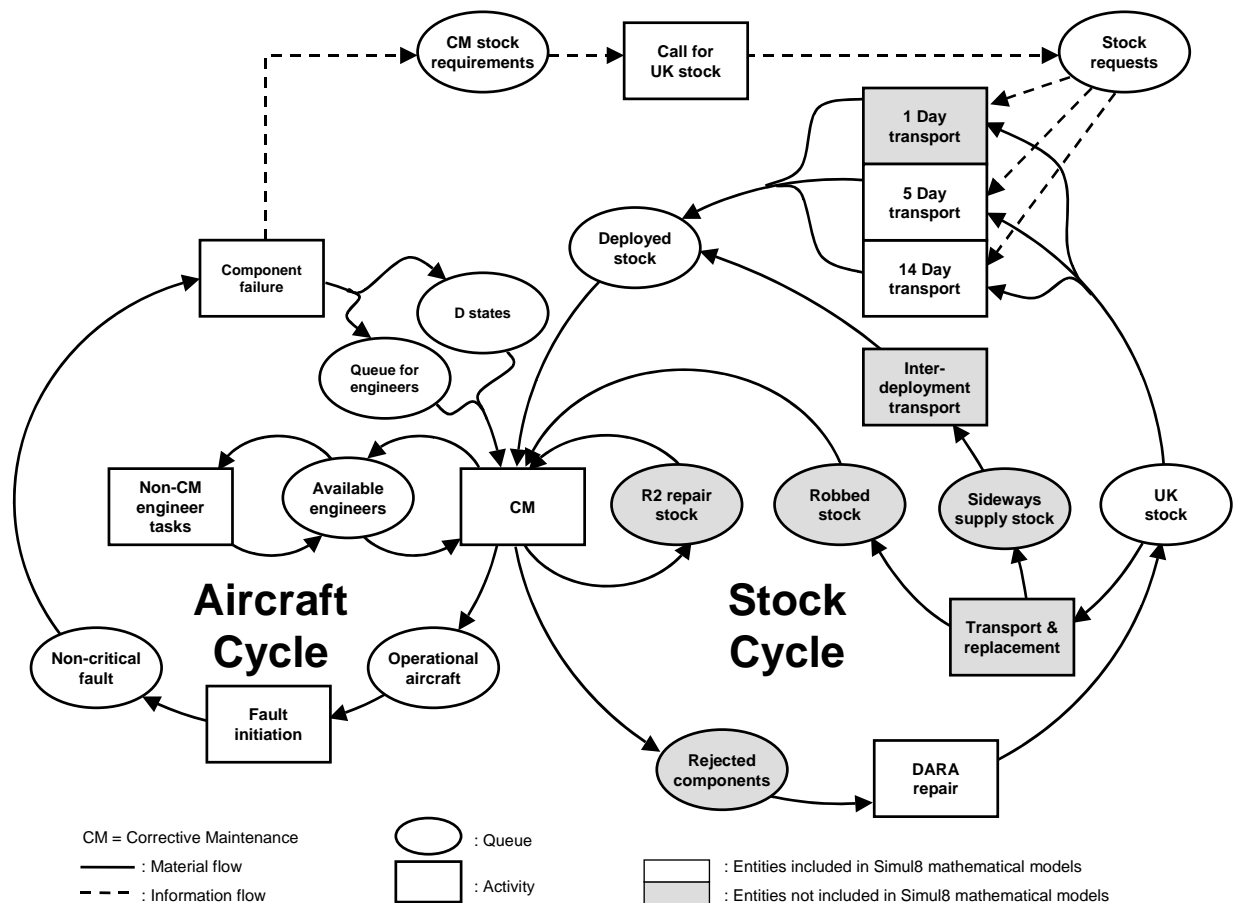 CM stock
requirements
Call for
UK stock
Stock
requests
1 Day
transport
5 Day
transport
14 Day
transport
Deployed
stock
Component
failure
D states
Queue for
engineers
Inter-
deployment
transport
Non-CM
engineer
tasks
Available
engineers
CM
R2 repair
stock
Robbed
stock
Sideways
supply stock
UK
stock
Aircraft
Cycle
Stock
Cycle
Non-critical
fault
Operational
aircraft
Transport &
replacement
Fault
initiation
Rejected
components
DARA
repair
CM = Corrective Maintenance
: Material flow
: Information flow
: Queue
: Activity
: Entities included in Simul8 mathematical models
: Entities not included in Simul8 mathematical models